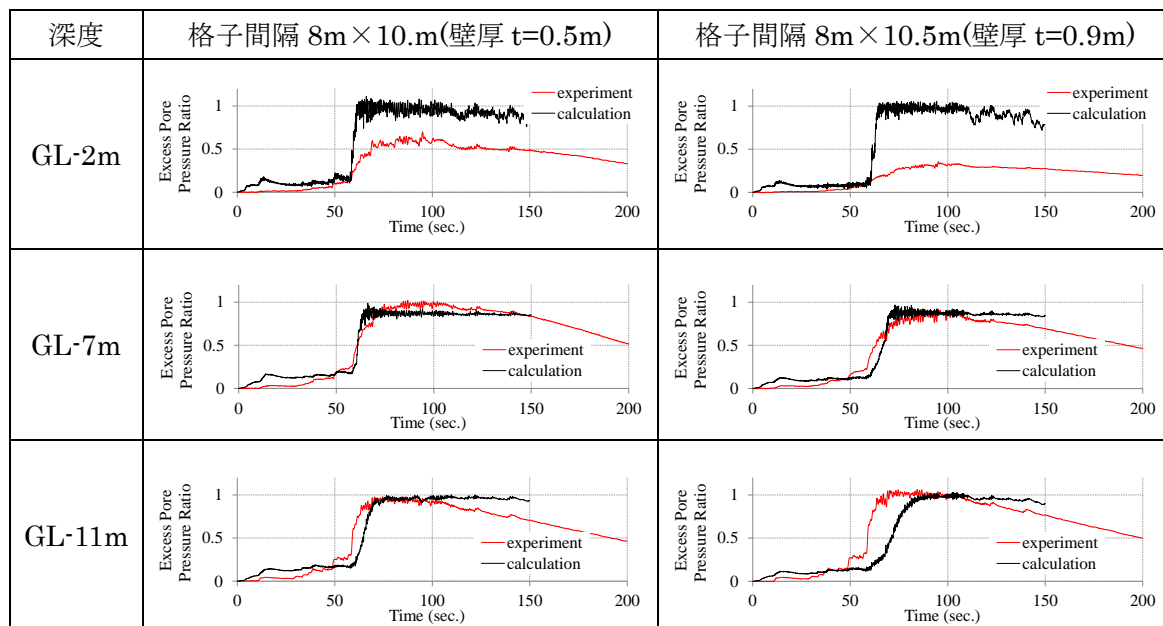 深度
格子間隔 8m×10.m(壁厚 t=0.5m)
格子間隔 8m×10.5m(壁厚 t=0.9m)
GL-2m
Excess Pore
Pressure Ratio
1
0.5
0
0 50 100 150 200
Time (sec.)
experiment
calculation
Excess Pore
Pressure Ratio
1
0.5
0
0 50 100 150 200
Time (sec.)
experiment
calculation
GL-7m
Excess Pore
Pressure Ratio
1
0.5
0
0 50 100 150 200
Time (sec.)
experiment
calculation
Excess Pore
Pressure Ratio
1
0.5
0
0 50 100 150 200
Time (sec.)
experiment
calculation
GL-11m
Excess Pore
Pressure Ratio
1
0.5
0
0 50 100 150 200
Time (sec.)
experiment
calculation
Excess Pore
Pressure Ratio
1
0.5
0
0 50 100 150 200
Time (sec.)
experiment
calculation